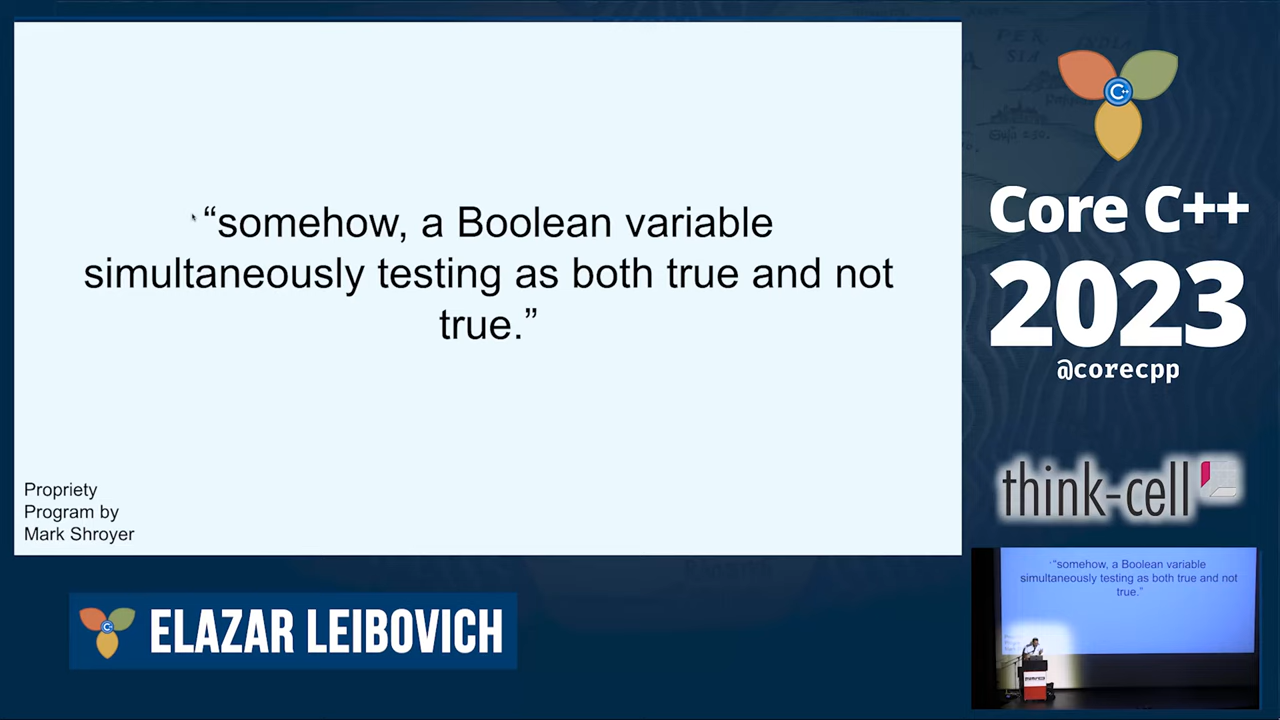 “somehow, a Boolean variable
simultaneously testing as both true and not
true.”
Propriety
Program by
Mark Shroyer
ELAZAR LEIBOVICH
C++
Core C++
2023
@corecpp
think-cell
"somehow, a Boolean variable
simultaneously testing as both true and not
true."